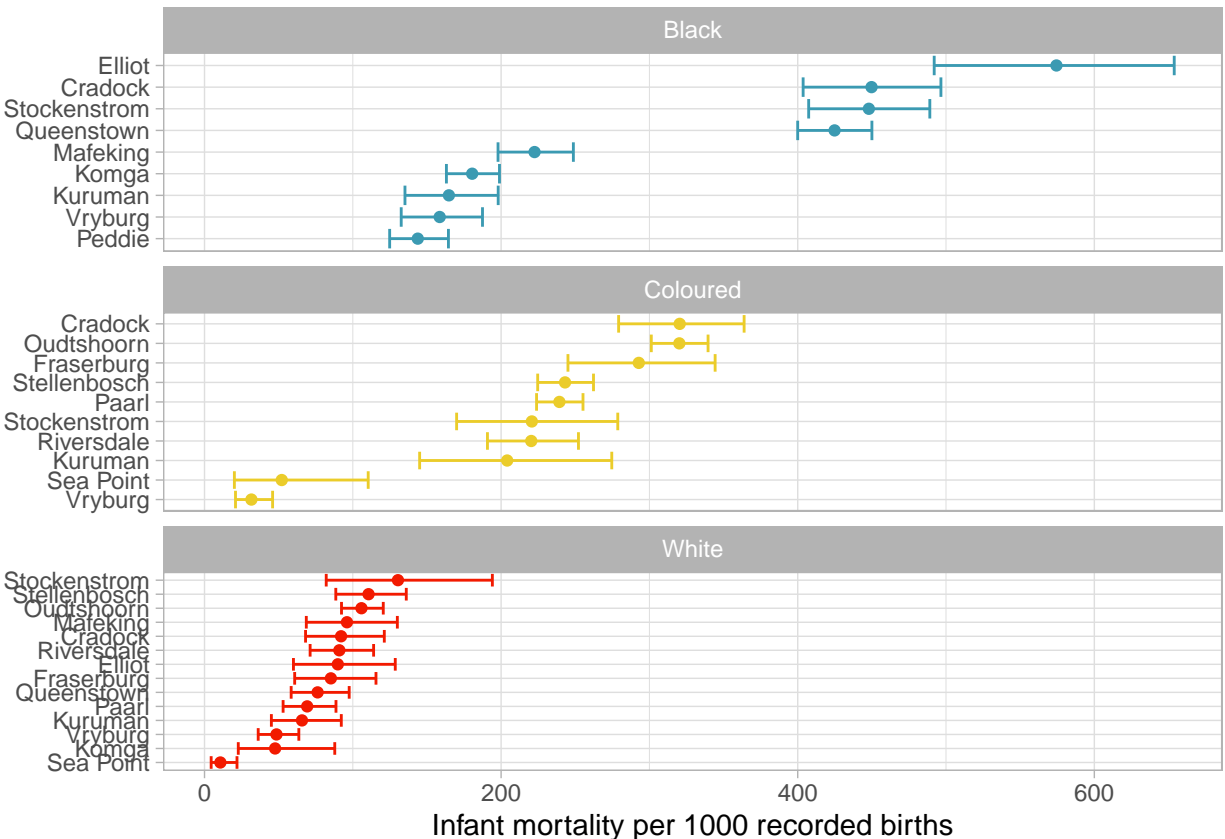 Black
Elliot
Cradock
Stockenstrom
Queenstown
Mafeking
Komga
Kuruman
Vryburg
Peddie
Coloured
Cradock
Oudtshoorn
Fraserburg
Stellenbosch
Paarl
Stockenstrom
Riversdale
Kuruman
Sea Point
Vryburg
White
Stockenstrom
Stellenbosch
Oudtshoorn
Mafeking
Cradock
Riversdale
Elliot
Fraserburg
Queenstown
Paarl
Kuruman
Vryburg
Komga
Sea Point
0 200 400 600
Infant mortality per 1000 recorded births